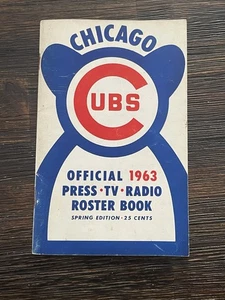 CHICAGO
CUBS
OFFICIAL 1963
PRESS • TV • RADIO
ROSTER BOOK
SPRING EDITION • 25 CENTS